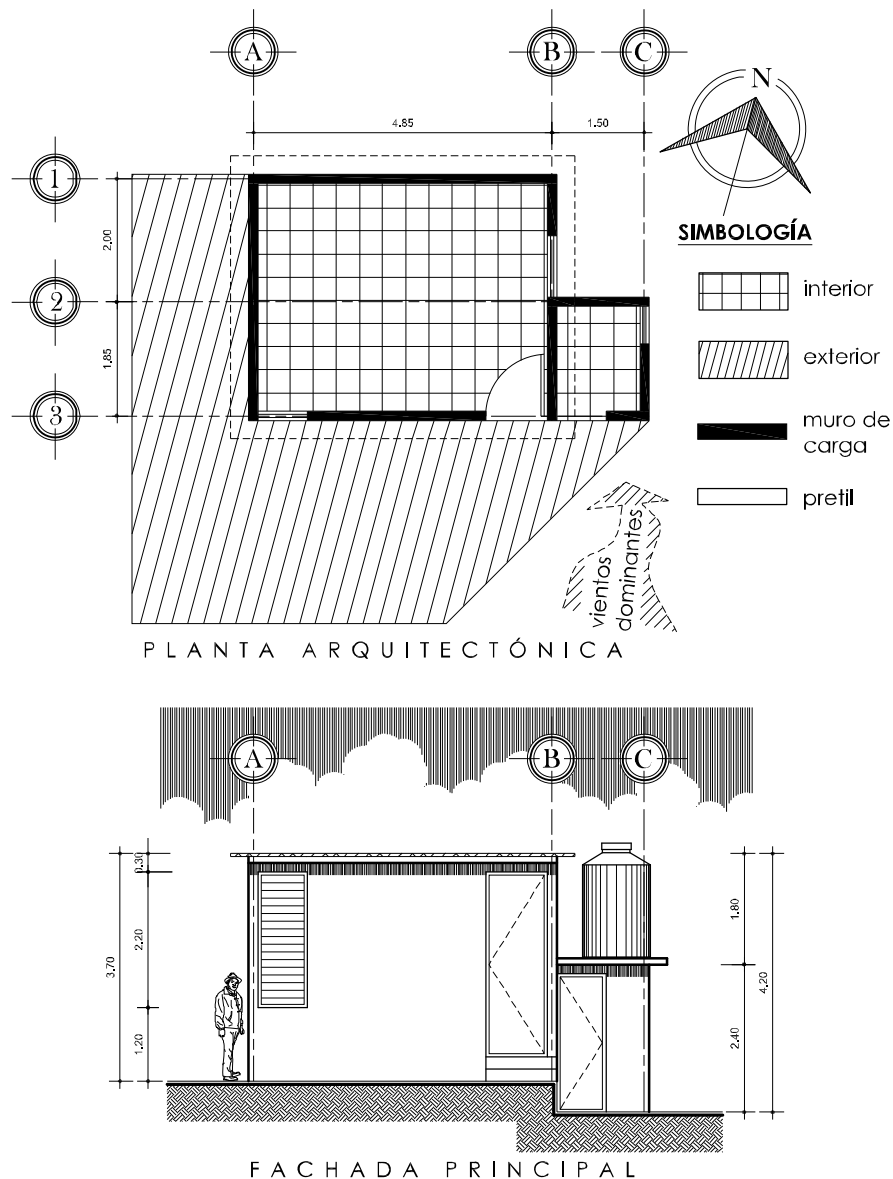 A
B
C
N
4.85
1.50
1
2.00
2
1.85
3
SIMBOLOGÍA
interior
exterior
muro de
carga
pretil
vientos
dominantes
PLANTA ARQUITECTÓNICA
A
B
C
0.30
2.20
3.70
1.20
1.80
4.20
2.40
FACHADA PRINCIPAL